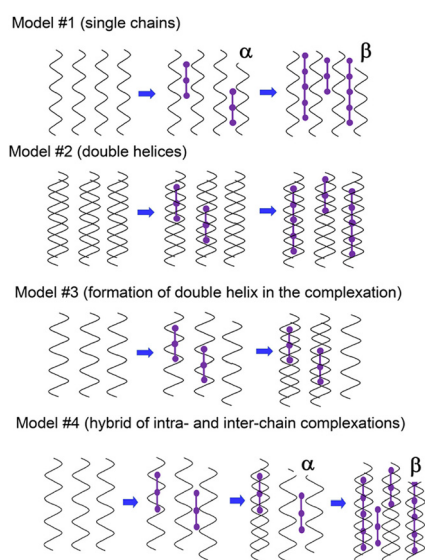 Model #1 (single chains)
α
β
Model #2 (double helices)
Model #3 (formation of double helix in the complexation)
Model #4 (hybrid of intra- and inter-chain complexations)
α
β